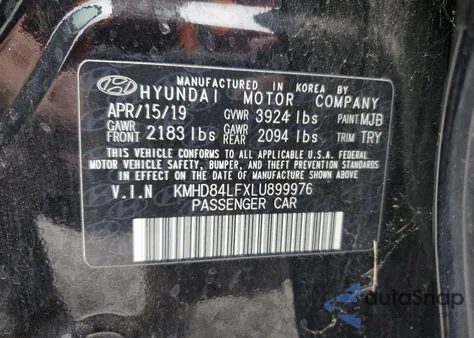 MANUFACTURED IN KOREA BY
HYUNDAI MOTOR COMPANY
APR/15/19 GVWR 3924 lbs PAINT MJB
GAWR FRONT 2183 lbs GAWR REAR 2094 lbs TRIM TRY
THIS VEHICLE CONFORMS TO ALL APPLICABLE U.S.A. FEDERAL
MOTOR VEHICLE SAFETY, BUMPER, AND THEFT PREVENTION STANDARDS
IN EFFECT ON THE DATE OF MANUFACTURE SHOWN ABOVE.
V.I.N KMHD84LFXLU899976
PASSENGER CAR
autoSnap